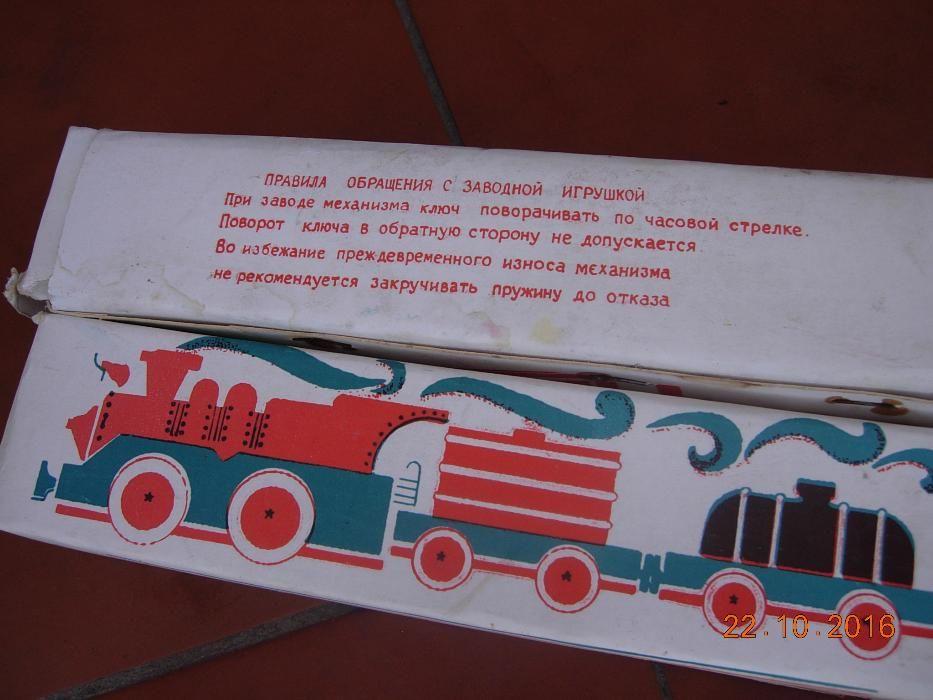 ПРАВИЛА ОБРАЩЕНИЯ С ЗАВОДНОЙ ИГРУШКОЙ
При заводе механизма ключ поворачивать по часовой стрелке.
Поворот ключа в обратную сторону не допускается
Во избежание преждевременного износа механизма
не рекомендуется закручивать пружину до отказа
22.10.2016